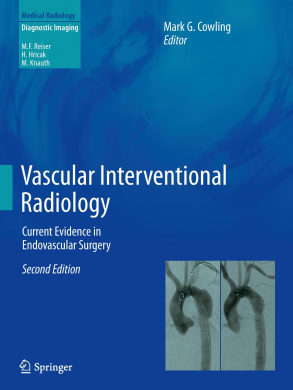 Medical Radiology
Diagnostic Imaging
M.F. Reiser
H. Hricak
M. Knauth
Mark G. Cowling
Editor
Vascular Interventional
Radiology
Current Evidence in
Endovascular Surgery
Second Edition
Springer